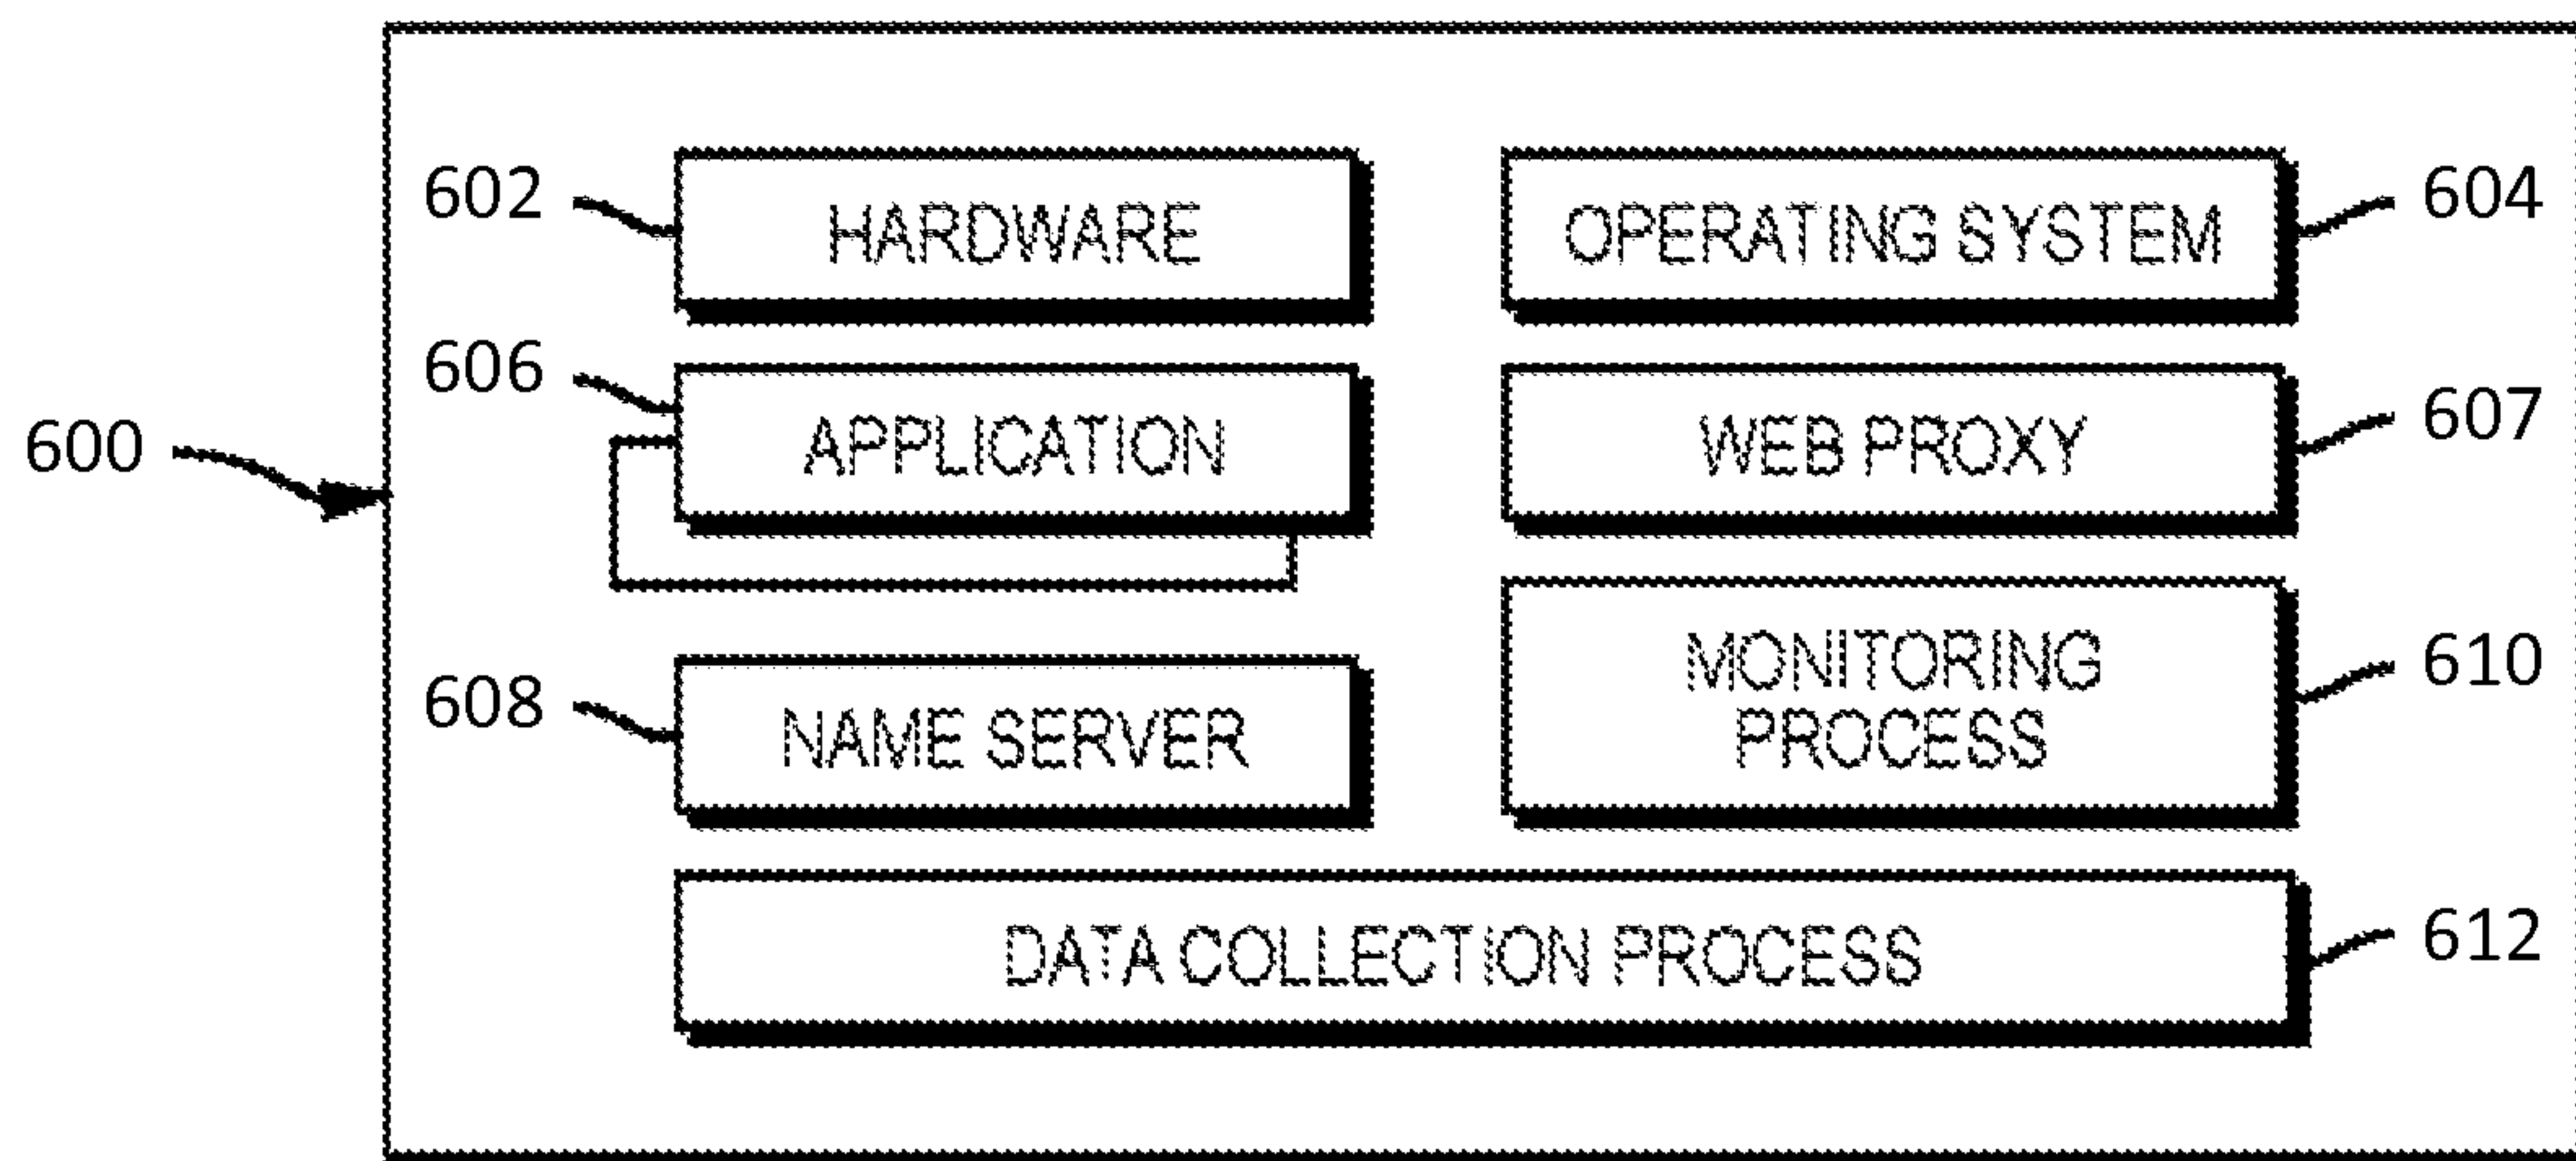 602
HARDWARE
OPERATING SYSTEM
604
606
APPLICATION
WEB PROXY
607
600
608
NAME SERVER
MONITORING
PROCESS
610
DATA COLLECTION PROCESS
612